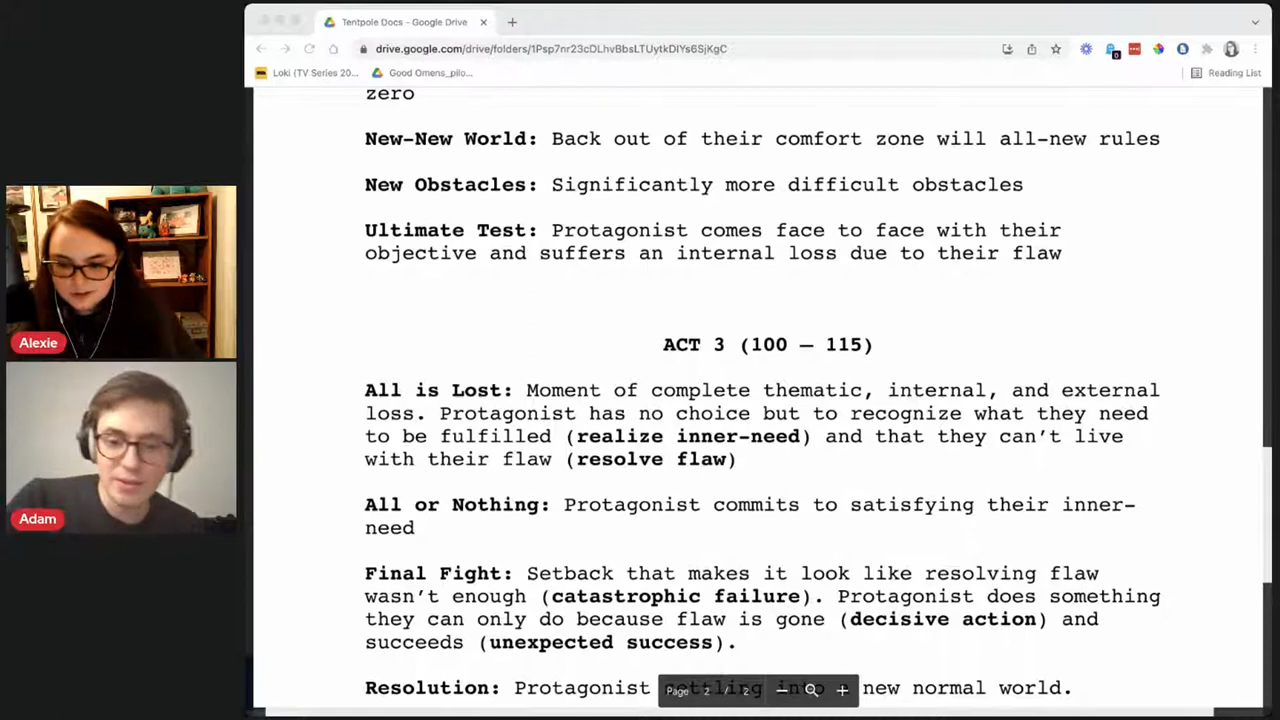 Tentpole Docs - Google Drive
drive.google.com/drive/folders/1Psp7nr23cDLhvBbsLTUytkDlYs6SjKgC
Loki (TV Series 20... Good Omens_pilo... Reading List
zero
New-New World: Back out of their comfort zone will all-new rules
New Obstacles: Significantly more difficult obstacles
Ultimate Test: Protagonist comes face to face with their
objective and suffers an internal loss due to their flaw
ACT 3 (100 – 115)
All is Lost: Moment of complete thematic, internal, and external
loss. Protagonist has no choice but to recognize what they need
to be fulfilled (realize inner-need) and that they can't live
with their flaw (resolve flaw)
All or Nothing: Protagonist commits to satisfying their inner-
need
Final Fight: Setback that makes it look like resolving flaw
wasn't enough (catastrophic failure). Protagonist does something
they can only do because flaw is gone (decisive action) and
succeeds (unexpected success).
Resolution: Protagonist settling into a new normal world.
Page 2 / 2
Alexie
Adam